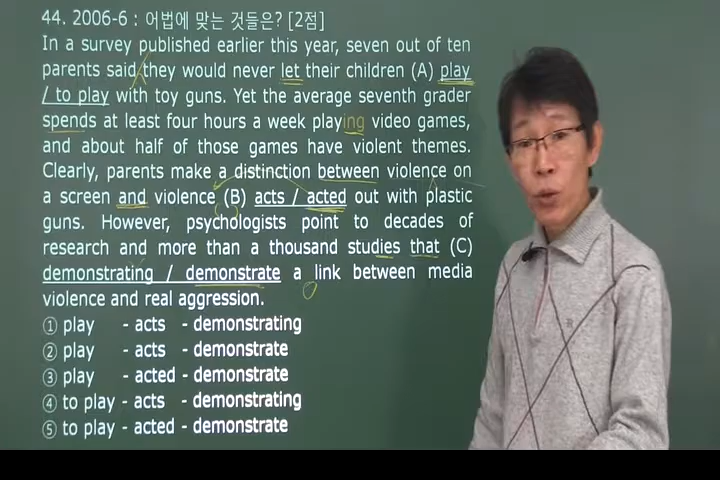 44. 2006-6 : 어법에 맞는 것들은? [2점]
In a survey published earlier this year, seven out of ten
parents said they would never let their children (A) play
/ to play with toy guns. Yet the average seventh grader
spends at least four hours a week playing video games,
and about half of those games have violent themes.
Clearly, parents make a distinction between violence on
a screen and violence (B) acts / acted out with plastic
guns. However, psychologists point to decades of
research and more than a thousand studies that (C)
demonstrating / demonstrate a link between media
violence and real aggression.
① play - acts - demonstrating
② play - acts - demonstrate
③ play - acted - demonstrate
④ to play - acts - demonstrating
⑤ to play - acted - demonstrate